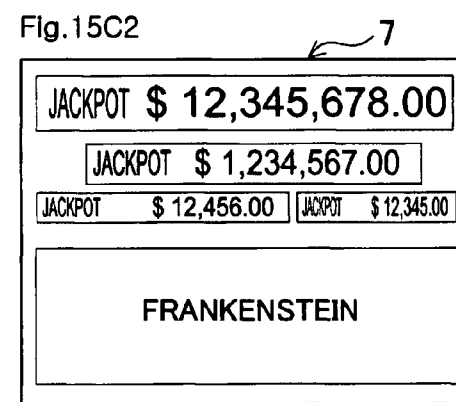 Fig.15C2
7
JACKPOT $ 12,345,678.00
JACKPOT $ 1,234,567.00
JACKPOT $ 12,456.00 JACKPOT $ 12,345.00
FRANKENSTEIN